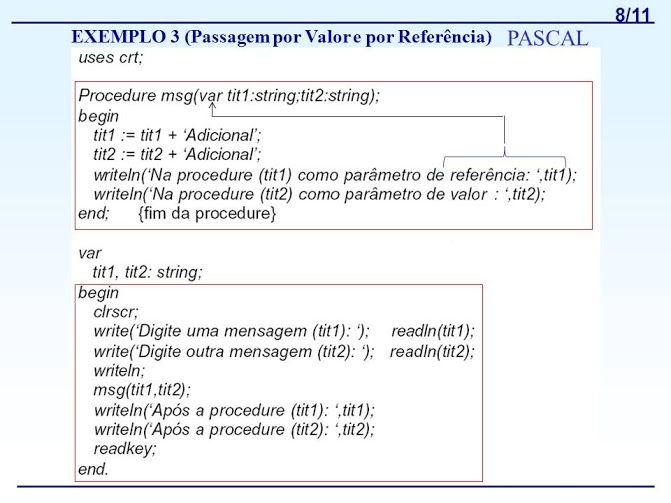 8/11
EXEMPLO 3 (Passagem por Valor e por Referência) PASCAL
uses crt;
Procedure msg(var tit1:string;tit2:string);
begin
tit1 := tit1 + ‘Adicional’;
tit2 := tit2 + ‘Adicional’;
writeln(‘Na procedure (tit1) como parâmetro de referência: ‘,tit1);
writeln(‘Na procedure (tit2) como parâmetro de valor : ‘,tit2);
end; {fim da procedure}
var
tit1, tit2: string;
begin
clrscr;
write(‘Digite uma mensagem (tit1): ‘); readln(tit1);
write(‘Digite outra mensagem (tit2): ‘); readln(tit2);
writeln;
msg(tit1,tit2);
writeln(‘Após a procedure (tit1): ‘,tit1);
writeln(‘Após a procedure (tit2): ‘,tit2);
readkey;
end.